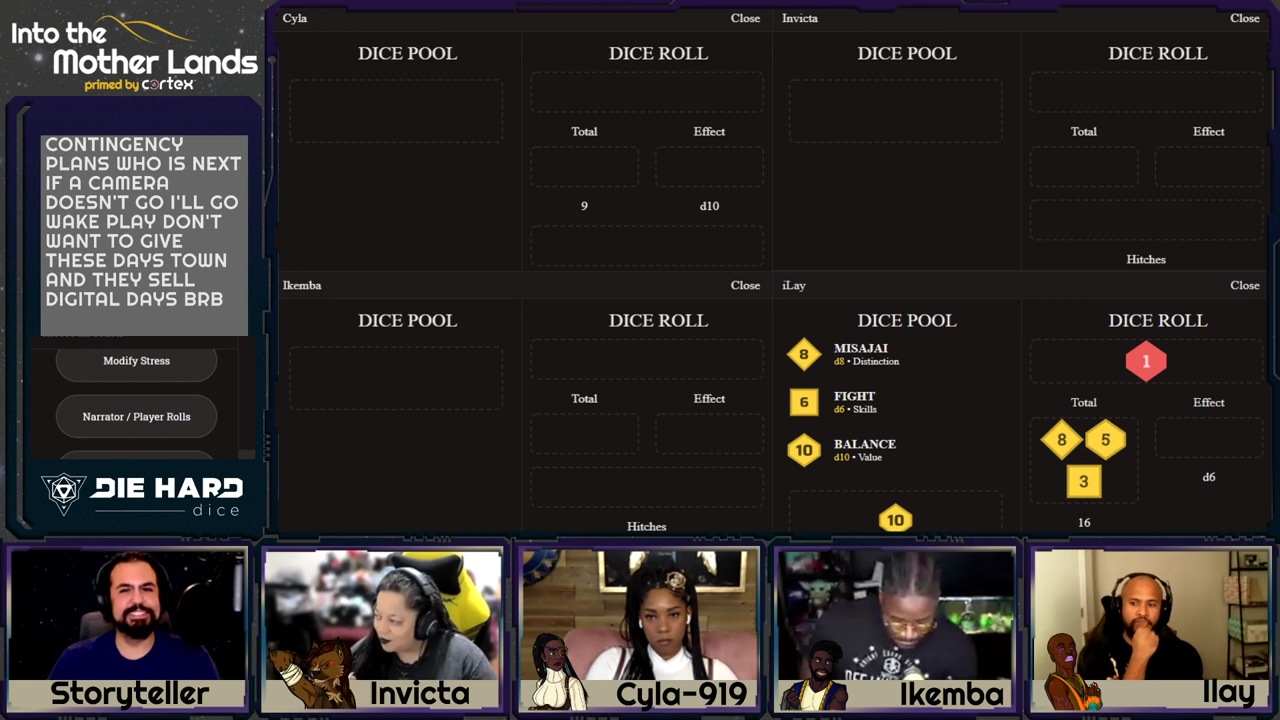 Into the
Mother Lands
primed by cortex
CONTINGENCY
PLANS WHO IS NEXT
IF A CAMERA
DOESN'T GO I'LL GO
WAKE PLAY DON'T
WANT TO GIVE
THESE DAYS TOWN
AND THEY SELL
DIGITAL DAYS BRB
Modify Stress
Narrator / Player Rolls
DIE HARD
dice
Cyla
Close
DICE POOL
DICE ROLL
Total
Effect
9
d10
Invicta
Close
DICE POOL
DICE ROLL
Total
Effect
Hitches
Ikemba
Close
DICE POOL
DICE ROLL
Total
Effect
Hitches
iLay
Close
DICE POOL
8
MISAJAI
d8 • Distinction
6
FIGHT
d6 • Skills
10
BALANCE
d10 • Value
10
DICE ROLL
1
Total
Effect
8
5
3
d6
16
Storyteller
Invicta
Cyla-919
Ikemba
Ilay